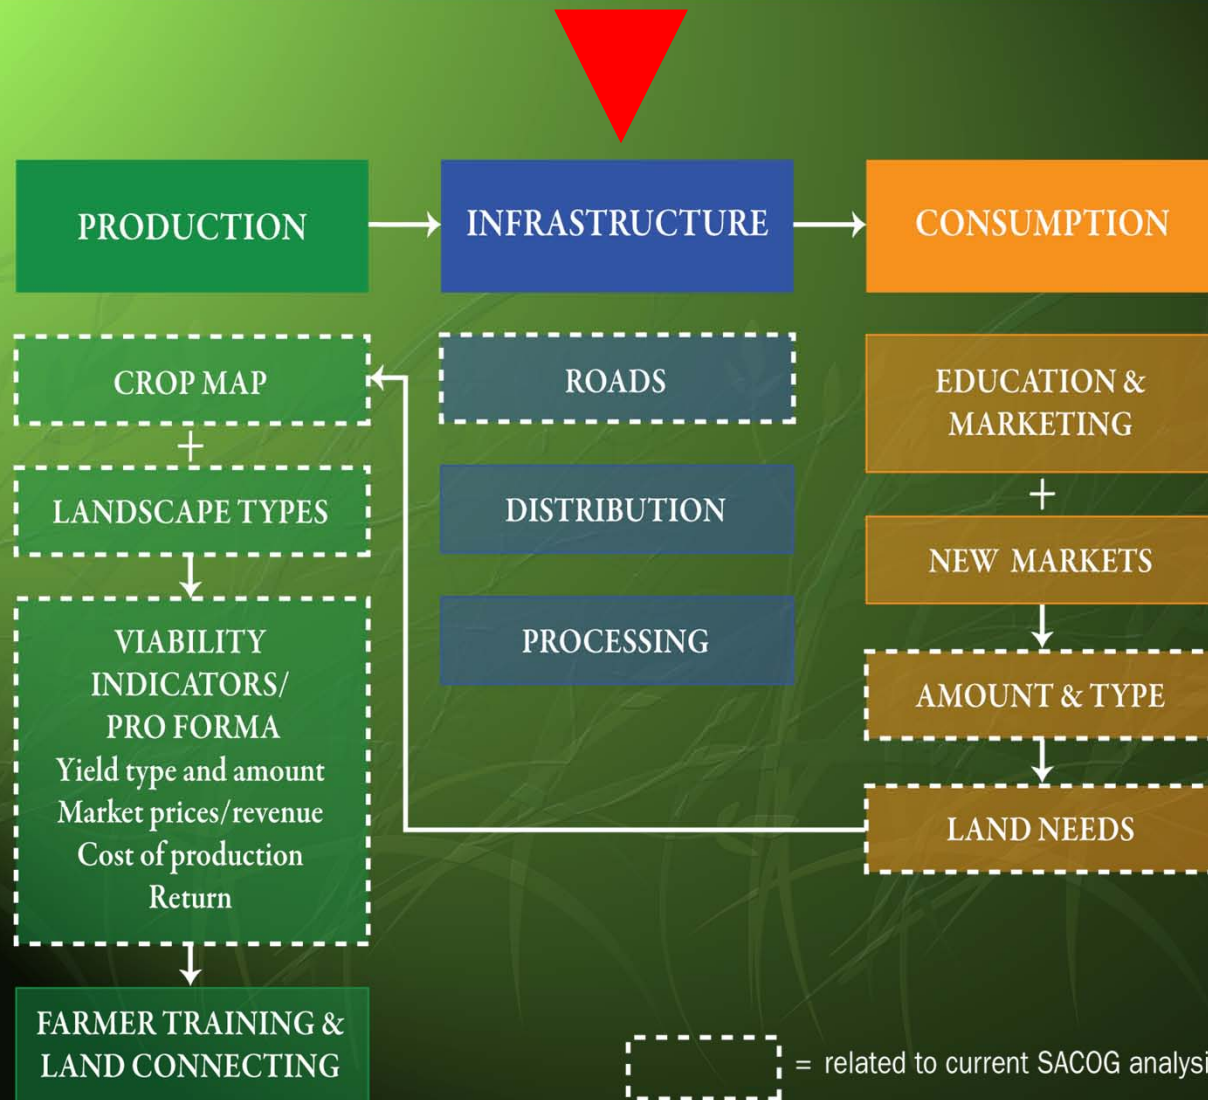 PRODUCTION
INFRASTRUCTURE
CONSUMPTION
CROP MAP
+
LANDSCAPE TYPES
VIABILITY
INDICATORS/
PRO FORMA
Yield type and amount
Market prices/revenue
Cost of production
Return
FARMER TRAINING &
LAND CONNECTING
ROADS
DISTRIBUTION
PROCESSING
EDUCATION &
MARKETING
+
NEW MARKETS
AMOUNT & TYPE
LAND NEEDS
= related to current SACOG analysi